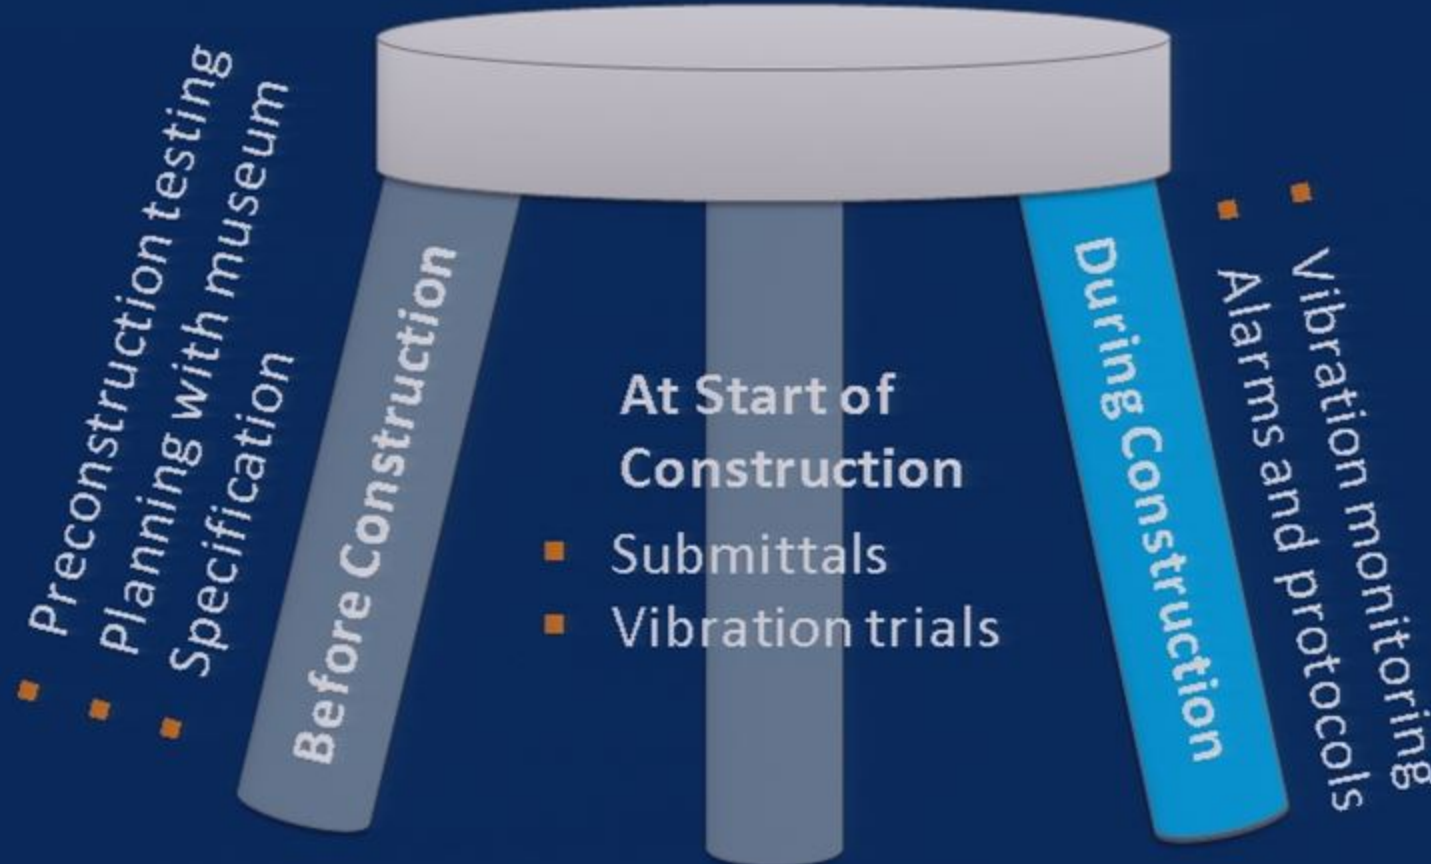 Preconstruction testing
Planning with museum
Specification
Before Construction
At Start of
Construction
Submittals
Vibration trials
During Construction
Vibration monitoring
Alarms and protocols